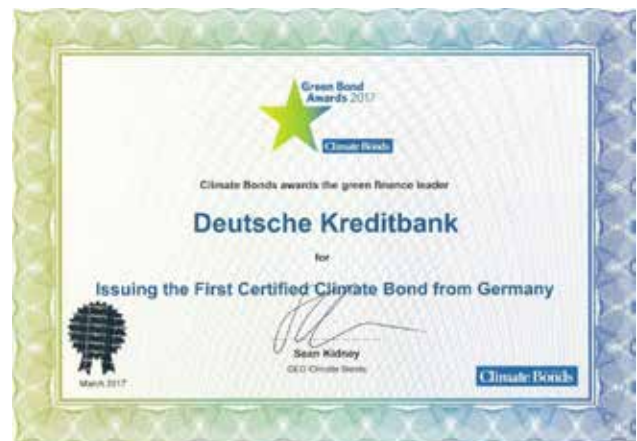 Green Bond
Awards 2017
Climate Bonds
Climate Bonds awards the green finance leader
Deutsche Kreditbank
for
Issuing the First Certified Climate Bond from Germany
Sean Kidney
CEO Climate Bonds
March 2017
Climate Bonds